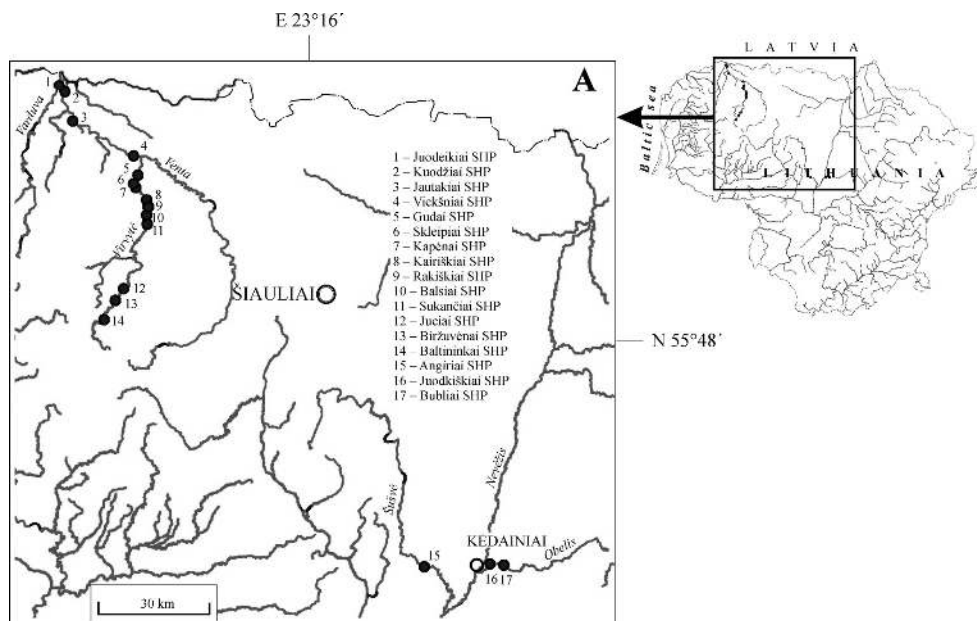 E 23°16´
L A T V I A
A
Baltic sea
L I T H U A N I A
N 55°48´
1
2
3
4
5
6
7
8
9
10
11
12
13
14
Venta
Virvytė
ŠIAULIAI
1 – Juodeikiai SHP
2 – Kuodžiai SHP
3 – Jautakiai SHP
4 – Viekšniai SHP
5 – Gudai SHP
6 – Skleipiai SHP
7 – Kapėnai SHP
8 – Kairiškiai SHP
9 – Rakiškiai SHP
10 – Balsiai SHP
11 – Sukančiai SHP
12 – Juciai SHP
13 – Biržuvėnai SHP
14 – Baltininkai SHP
15 – Angiriai SHP
16 – Juodkiškiai SHP
17 – Bubliai SHP
Nevėžis
Šušvė
KĖDAINIAI
Obelis
15
16
17
30 km